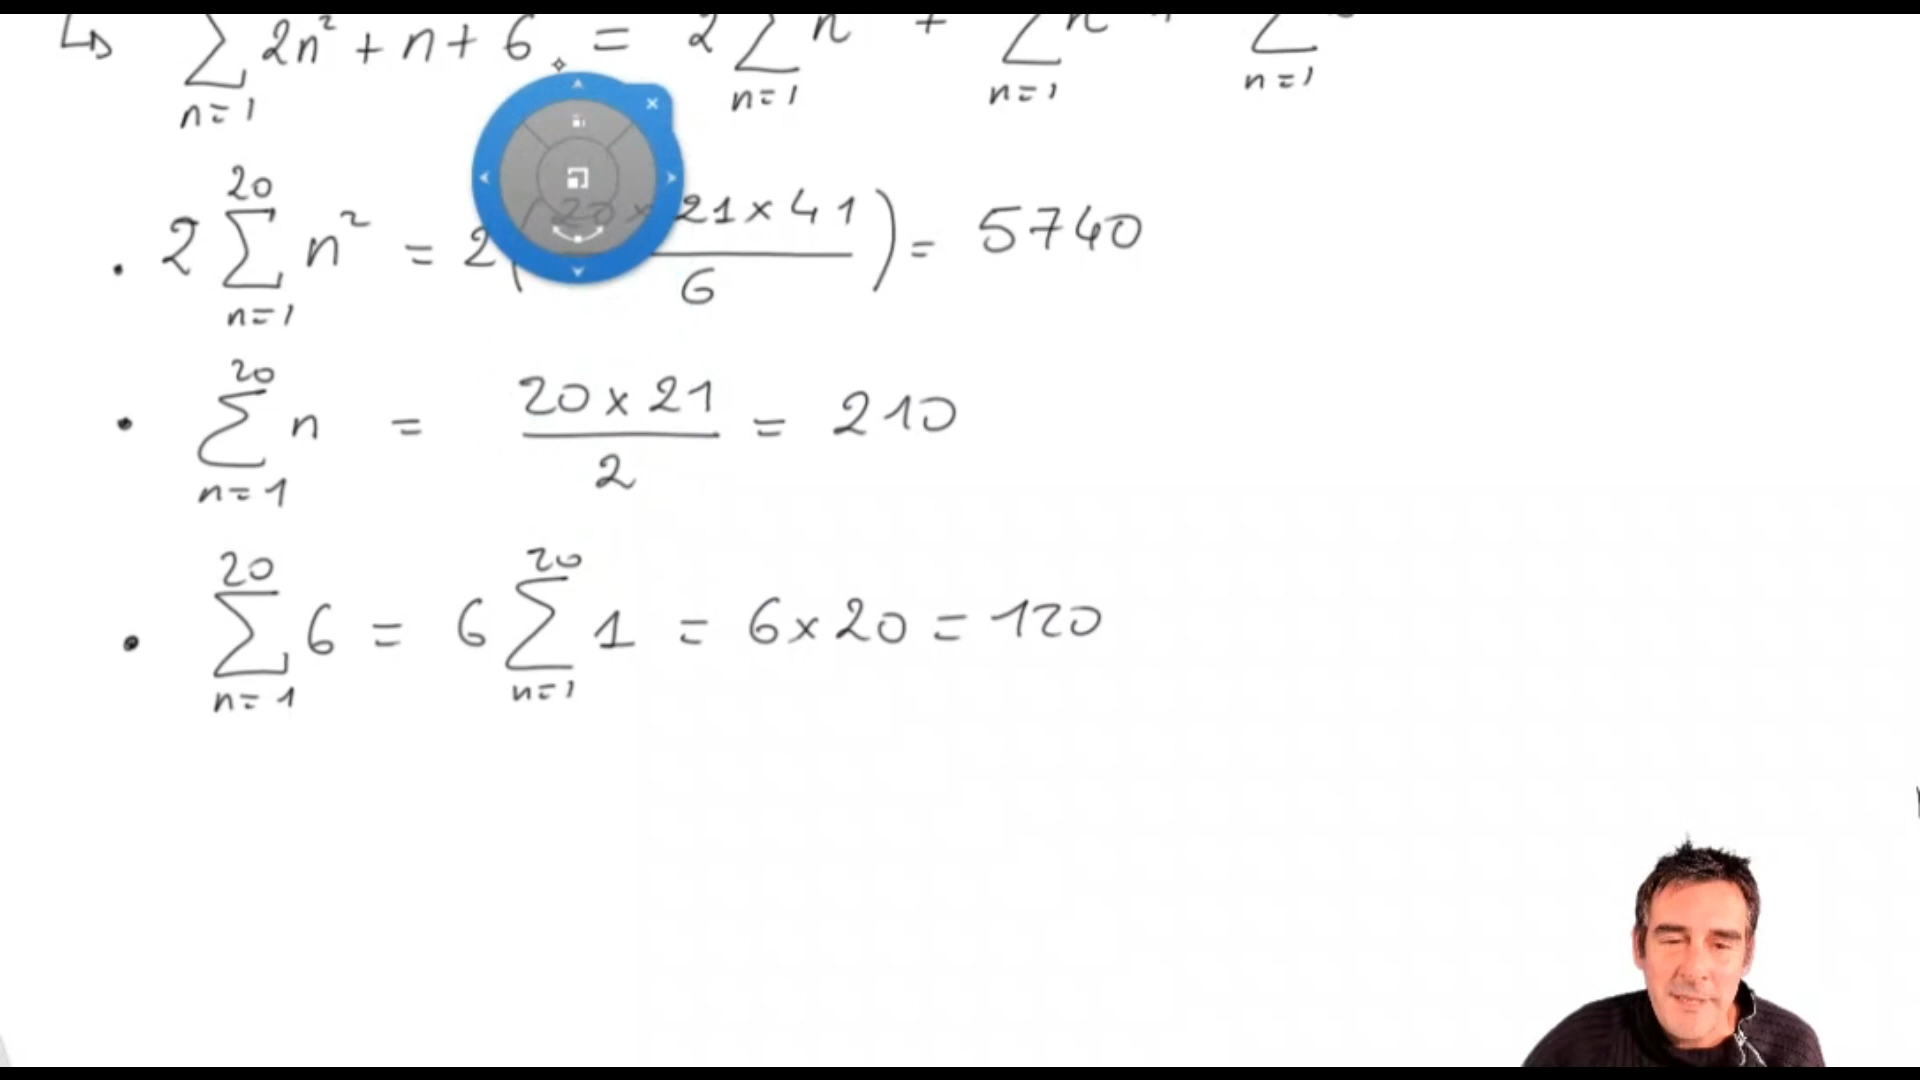 ∑ 2n² + n + 6 = 2 ∑ n + ∑ n + ∑
n=1 n=1 n=1 n=1
20
. 2 ∑ n² = 2 ( 20 × 21 × 41 / 6 ) = 5740
n=1
20
• ∑ n = 20 × 21 / 2 = 210
n=1
20 20
• ∑ 6 = 6 ∑ 1 = 6 × 20 = 120
n=1 n=1